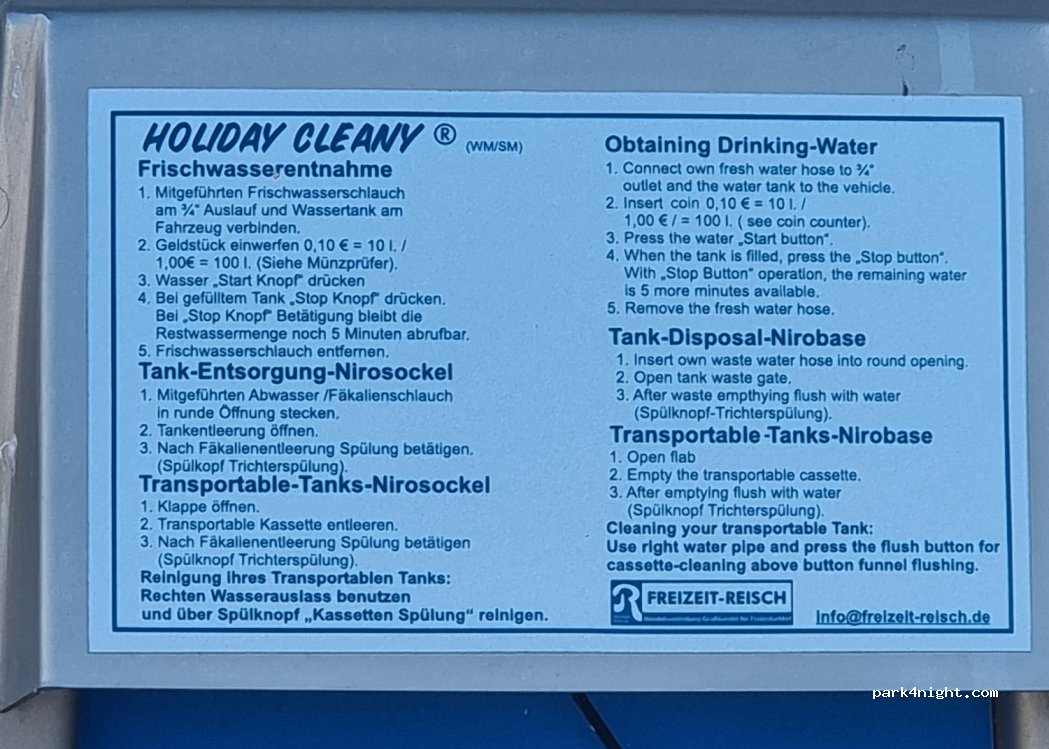 HOLIDAY CLEANY ® (WM/SM)
Frischwasserentnahme
1. Mitgeführten Frischwasserschlauch
am ¾" Auslauf und Wassertank am
Fahrzeug verbinden.
2. Geldstück einwerfen 0,10 € = 10 l. /
1,00€ = 100 l. (Siehe Münzprüfer).
3. Wasser „Start Knopf" drücken
4. Bei gefülltem Tank „Stop Knopf" drücken.
Bei „Stop Knopf" Betätigung bleibt die
Restwassermenge noch 5 Minuten abrufbar.
5. Frischwasserschlauch entfernen.
Tank-Entsorgung-Nirosockel
1. Mitgeführten Abwasser /Fäkalienschlauch
in runde Öffnung stecken.
2. Tankentleerung öffnen.
3. Nach Fäkalienentleerung Spülung betätigen.
(Spülkopf Trichterspülung).
Transportable-Tanks-Nirosockel
1. Klappe öffnen.
2. Transportable Kassette entleeren.
3. Nach Fäkalienentleerung Spülung betätigen
(Spülknopf Trichterspülung).
Reinigung Ihres Transportablen Tanks:
Rechten Wasserauslass benutzen
und über Spülknopf „Kassetten Spülung" reinigen.
Obtaining Drinking-Water
1. Connect own fresh water hose to ¾"
outlet and the water tank to the vehicle.
2. Insert coin 0,10 € = 10 l. /
1,00 € / = 100 l. ( see coin counter).
3. Press the water „Start button".
4. When the tank is filled, press the „Stop button".
With „Stop Button" operation, the remaining water
is 5 more minutes available.
5. Remove the fresh water hose.
Tank-Disposal-Nirobase
1. Insert own waste water hose into round opening.
2. Open tank waste gate.
3. After waste empthying flush with water
(Spülknopf-Trichterspülung).
Transportable-Tanks-Nirobase
1. Open flab
2. Empty the transportable cassette.
3. After emptying flush with water
(Spülknopf Trichterspülung).
Cleaning your transportable Tank:
Use right water pipe and press the flush button for
cassette-cleaning above button funnel flushing.
FREIZEIT-REISCH
Info@freizeit-reisch.de
park4night.com